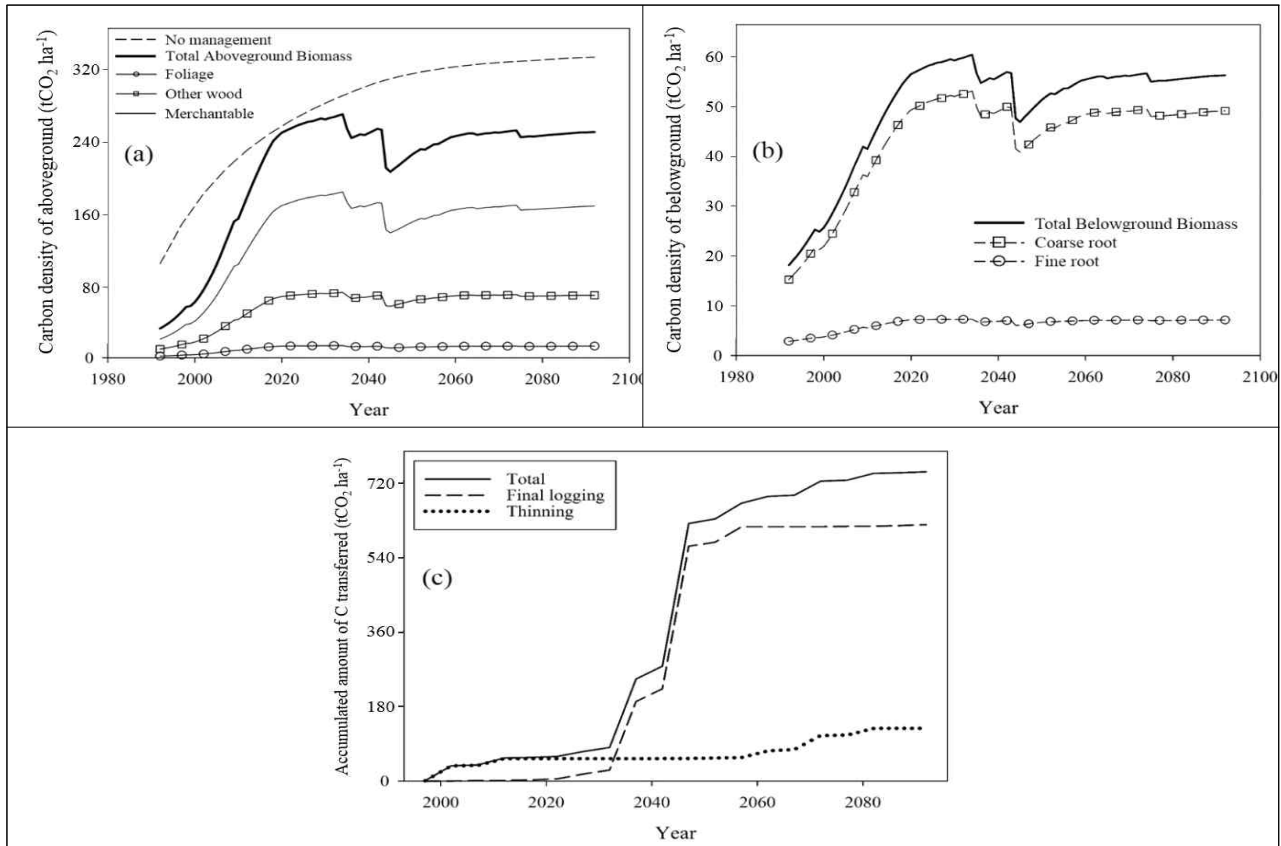 No management
Total Aboveground Biomass
Foliage
Other wood
Merchantable
(a)
Carbon density of aboveground (tCO₂ ha⁻¹)
320
240
160
80
0
1980 2000 2020 2040 2060 2080 2100
Year
(b)
Total Belowground Biomass
Coarse root
Fine root
Carbon density of belowground (tCO₂ ha⁻¹)
60
50
40
30
20
10
0
1980 2000 2020 2040 2060 2080 2100
Year
Total
Final logging
Thinning
(c)
Accumulated amount of C transferred (tCO₂ ha⁻¹)
720
540
360
180
0
2000 2020 2040 2060 2080
Year